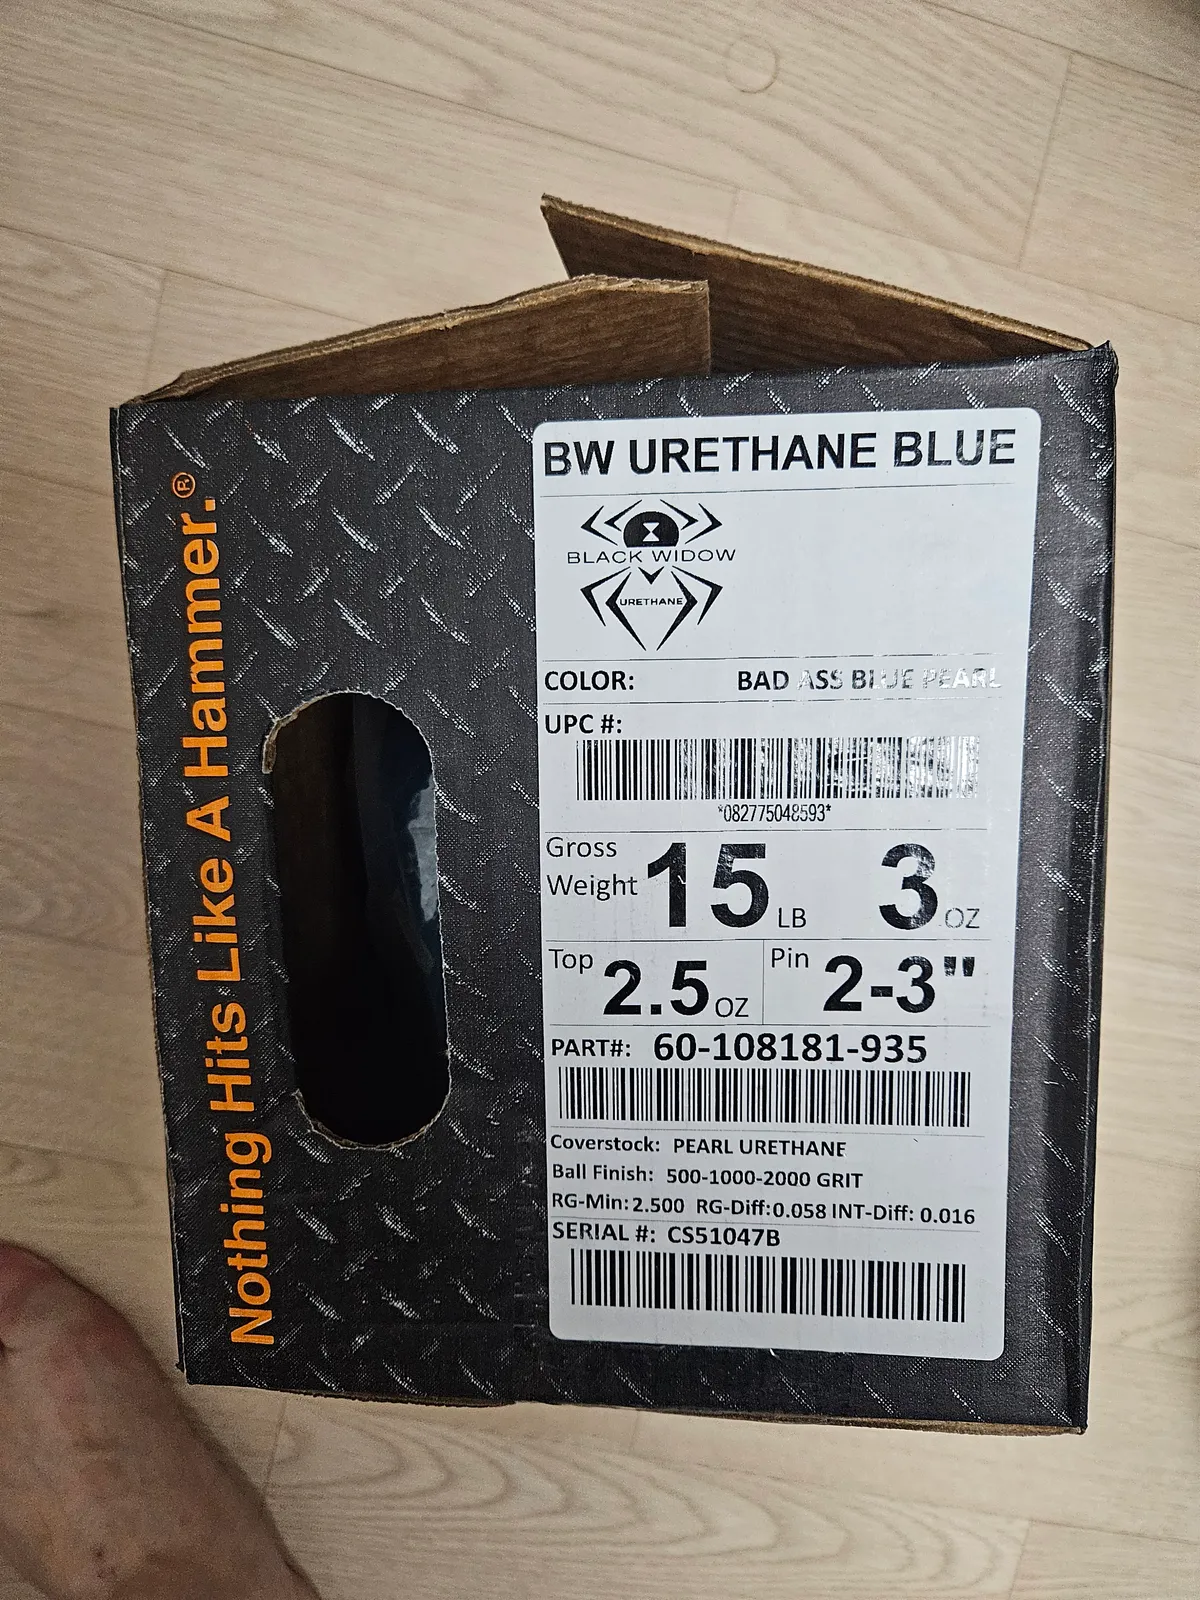 Nothing Hits Like A Hammer.®
BW URETHANE BLUE
BLACK WIDOW
URETHANE
COLOR: BAD ASS BLUE PEARL
UPC #:
*082775048593*
Gross Weight 15 LB 3 OZ
Top 2.5 OZ Pin 2-3"
PART#: 60-108181-935
Coverstock: PEARL URETHANE
Ball Finish: 500-1000-2000 GRIT
RG-Min: 2.500 RG-Diff: 0.058 INT-Diff: 0.016
SERIAL #: CS51047B